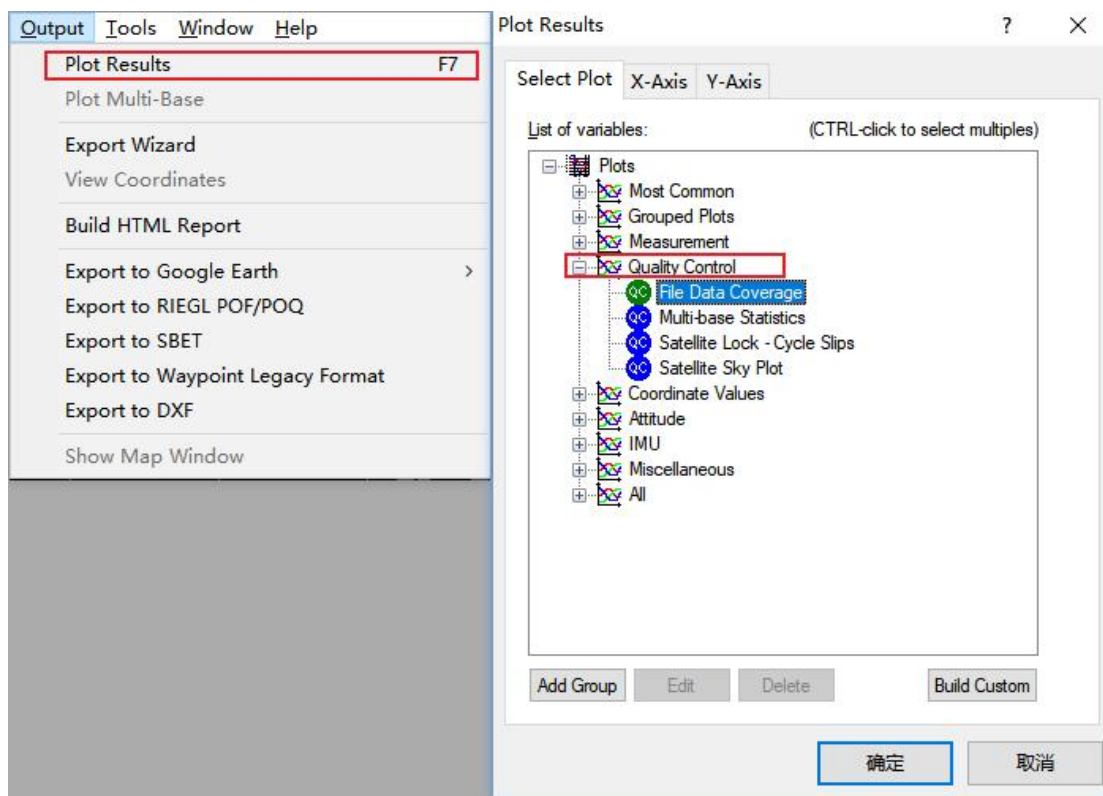 Output Tools Window Help
Plot Results F7
Plot Multi-Base
Export Wizard
View Coordinates
Build HTML Report
Export to Google Earth >
Export to RIEGL POF/POQ
Export to SBET
Export to Waypoint Legacy Format
Export to DXF
Show Map Window
Plot Results ? ×
Select Plot X-Axis Y-Axis
List of variables: (CTRL-click to select multiples)
Plots
Most Common
Grouped Plots
Measurement
Quality Control
QC File Data Coverage
QC Multi-base Statistics
QC Satellite Lock - Cycle Slips
QC Satellite Sky Plot
Coordinate Values
Attitude
IMU
Miscellaneous
All
Add Group Edit Delete Build Custom
确定 取消